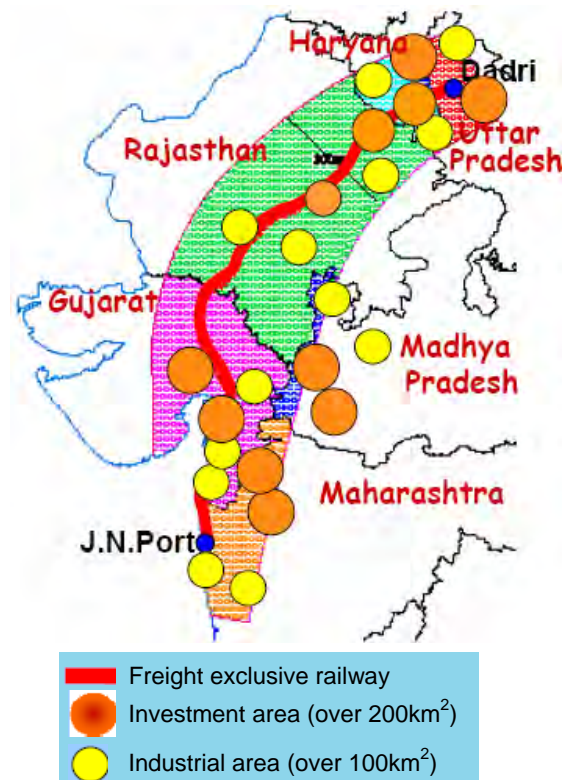 Haryana
Dadri
Rajasthan
Uttar
Pradesh
Gujarat
Madhya
Pradesh
Maharashtra
J.N.Port
Freight exclusive railway
Investment area (over 200km²)
Industrial area (over 100km²)